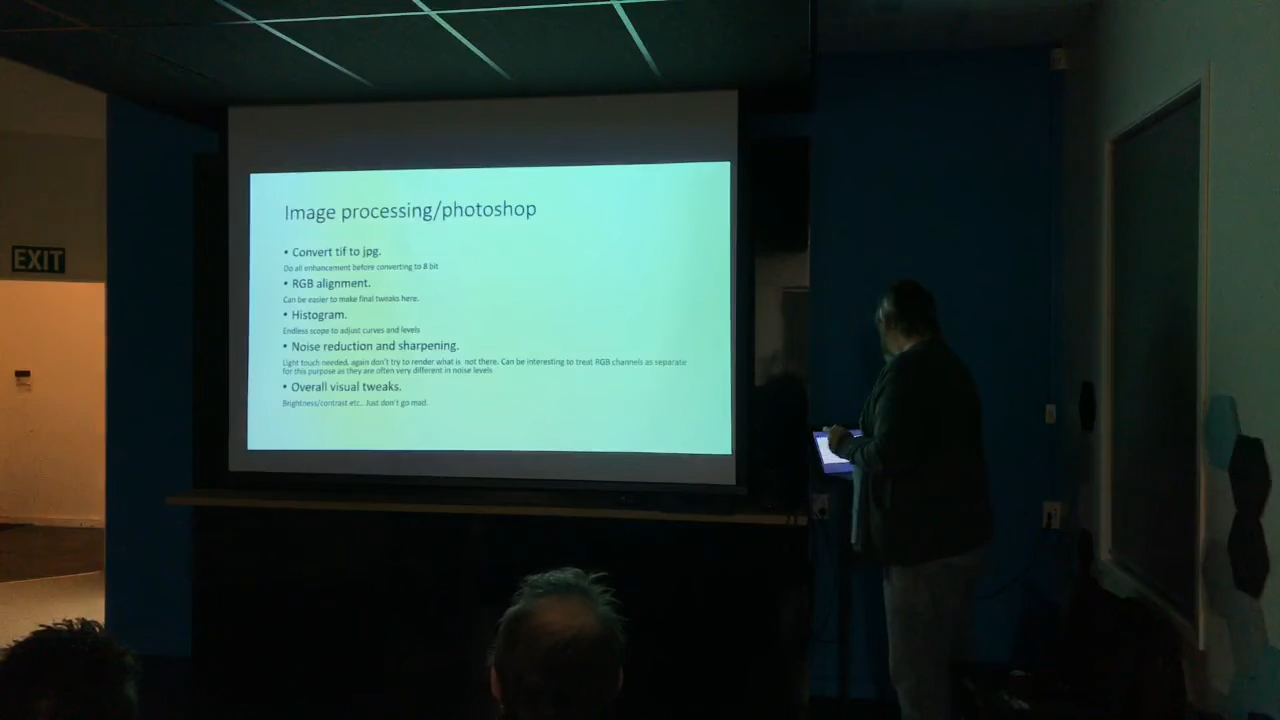 Image processing/photoshop
• Convert tif to jpg.
Do all enhancement before converting to 8 bit
• RGB alignment.
Can be easier to make final tweaks here.
• Histogram.
Endless scope to adjust curves and levels
• Noise reduction and sharpening.
Light touch needed, again don't try to render what is not there. Can be interesting to treat RGB channels as separate
for this purpose as they are often very different in noise levels
• Overall visual tweaks.
Brightness/contrast etc.. Just don't go mad.
EXIT